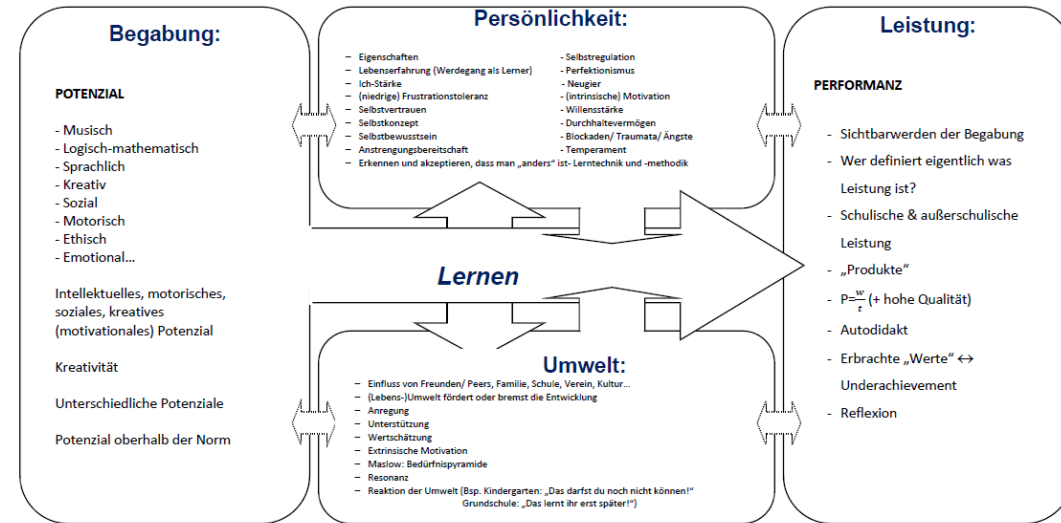 Begabung:
POTENZIAL
- Musisch
- Logisch-mathematisch
- Sprachlich
- Kreativ
- Sozial
- Motorisch
- Ethisch
- Emotional...
Intellektuelles, motorisches,
soziales, kreatives
(motivationales) Potenzial
Kreativität
Unterschiedliche Potenziale
Potenzial oberhalb der Norm
Persönlichkeit:
– Eigenschaften
– Lebenserfahrung (Werdegang als Lerner)
– Ich-Stärke
– (niedrige) Frustrationstoleranz
– Selbstvertrauen
– Selbstkonzept
– Selbstbewusstsein
– Anstrengungsbereitschaft
- Selbstregulation
- Perfektionismus
- Neugier
- (intrinsische) Motivation
- Willensstärke
- Durchhaltevermögen
- Blockaden/ Traumata/ Ängste
- Temperament
– Erkennen und akzeptieren, dass man „anders“ ist- Lerntechnik und -methodik
Lernen
Umwelt:
– Einfluss von Freunden/ Peers, Familie, Schule, Verein, Kultur...
– (Lebens-)Umwelt fördert oder bremst die Entwicklung
– Anregung
– Unterstützung
– Wertschätzung
– Extrinsische Motivation
– Maslow: Bedürfnispyramide
– Resonanz
– Reaktion der Umwelt (Bsp. Kindergarten: „Das darfst du noch nicht können!“
Grundschule: „Das lernt ihr erst später!“)
Leistung:
PERFORMANZ
- Sichtbarwerden der Begabung
- Wer definiert eigentlich was
Leistung ist?
- Schulische & außerschulische
Leistung
- „Produkte“
- P=w/t (+ hohe Qualität)
- Autodidakt
- Erbrachte „Werte“ ↔
Underachievement
- Reflexion